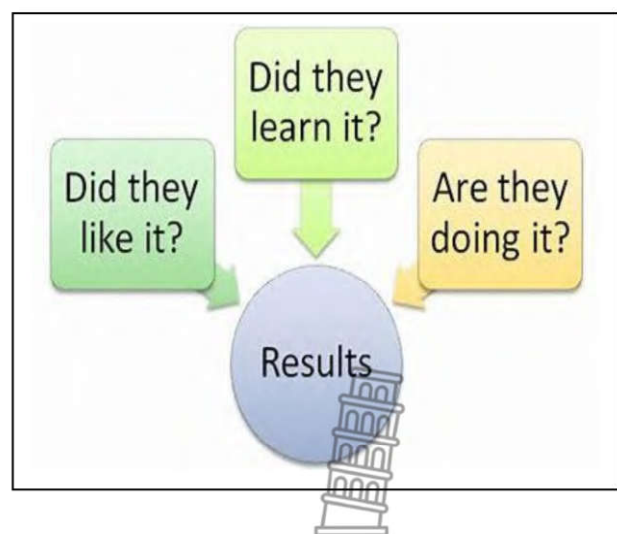 Did they
like it?
Did they
learn it?
Are they
doing it?
Results